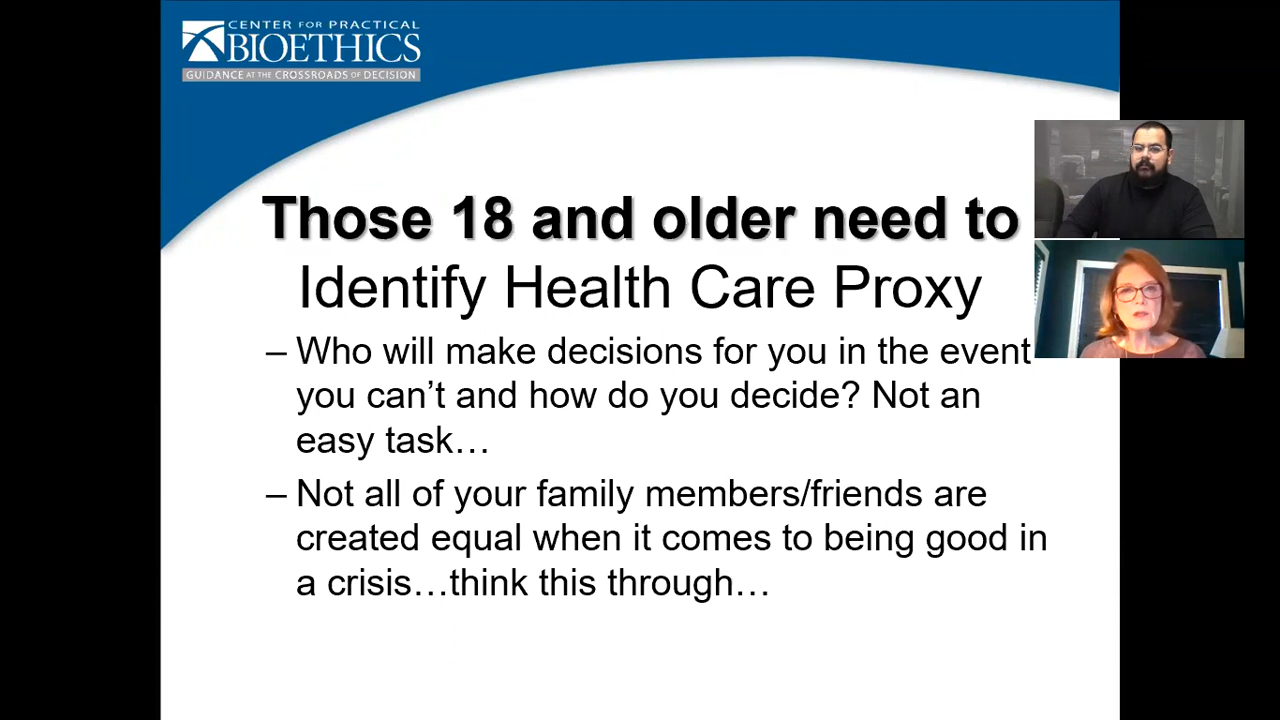 CENTER FOR PRACTICAL
BIOETHICS
GUIDANCE AT THE CROSSROADS OF DECISION
Those 18 and older need to
Identify Health Care Proxy
– Who will make decisions for you in the event
you can’t and how do you decide? Not an
easy task…
– Not all of your family members/friends are
created equal when it comes to being good in
a crisis…think this through…